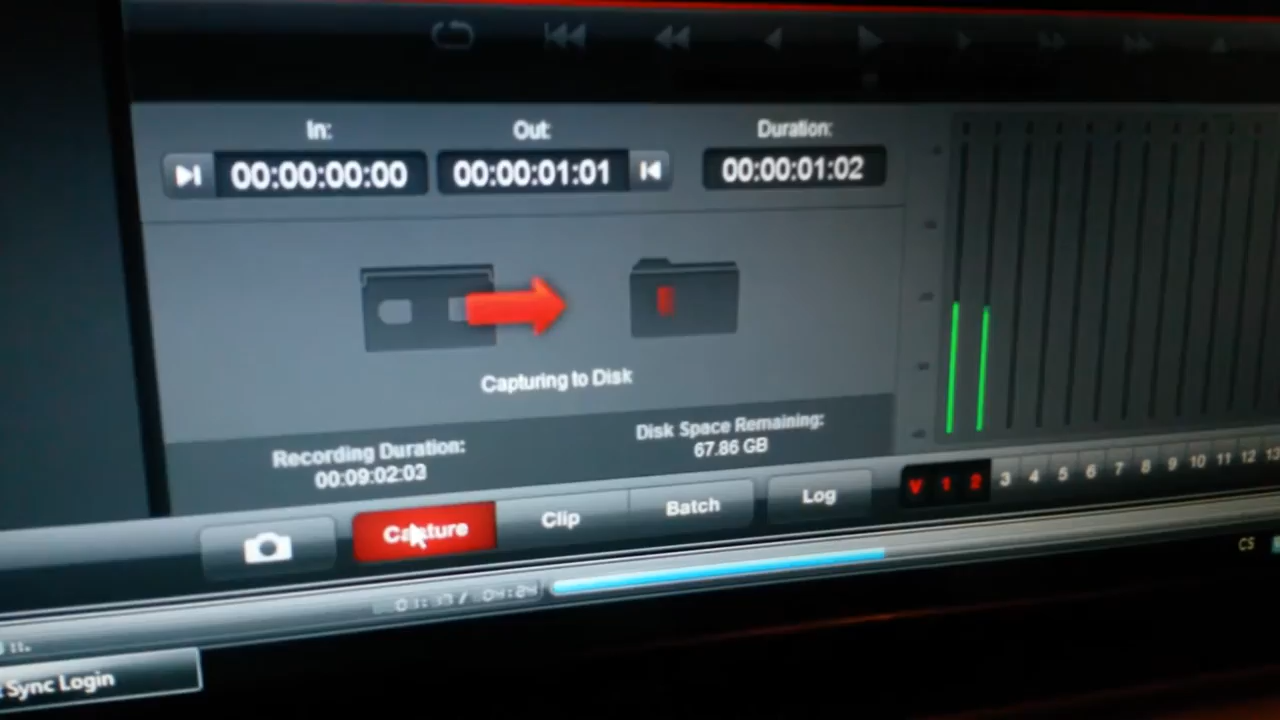 In:
Out:
Duration:
00:00:00:00
00:00:01:01
00:00:01:02
Capturing to Disk
Recording Duration:
00:09:02:03
Disk Space Remaining:
67.86 GB
Capture
Clip
Batch
Log
V 1 2 3 4 5 6 7 8 9 10 11 12 13
CS
Sync Login